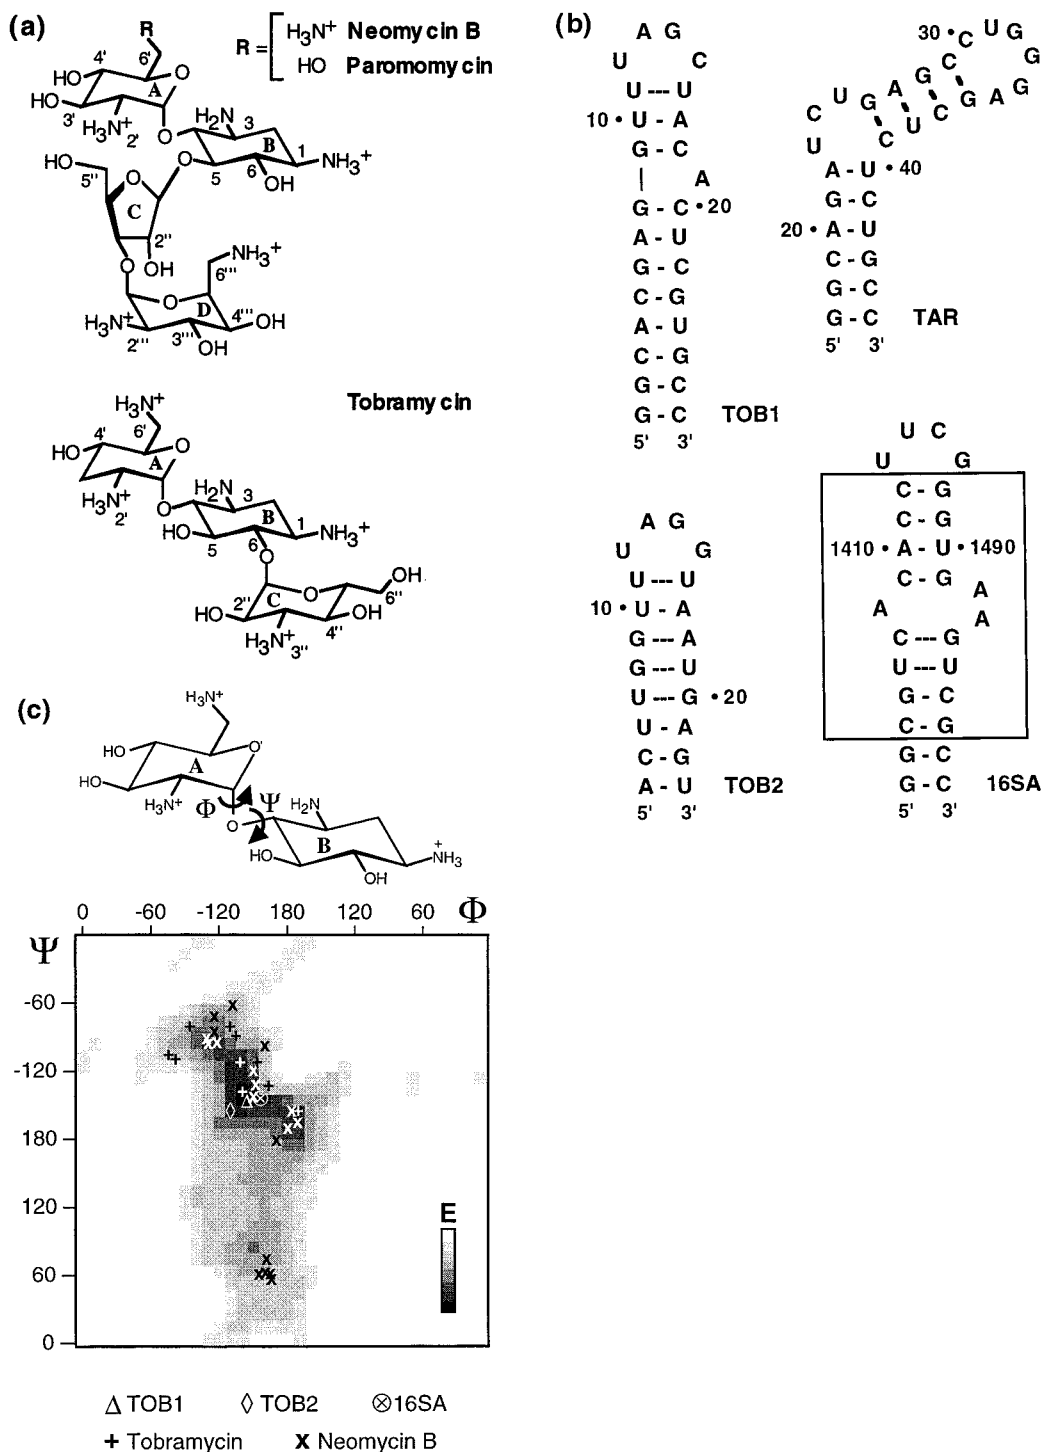 (a)
R
R =
H₃N⁺ Neomycin B
HO Paromomycin
4'
6'
HO
O
A
HO
3'
H₃N⁺
2'
O
H₂N
3
B
1
NH₃⁺
HO
5''
O
5
6
OH
O
C
2''
O
OH
NH₃⁺
6'''
O
D
4'''
OH
H₃N⁺
2'''
3'''
OH
Tobramycin
H₃N⁺
6'
4'
HO
O
A
H₃N⁺
2'
O
H₂N
3
B
1
NH₃⁺
HO
5
6
O
OH
6''
O
2''
C
HO
OH
4''
H₃N⁺
3''
(b)
A G
U C
U --- U
10 • U - A
G - C
A
G - C • 20
A - U
G - C
C - G
A - U
C - G
G - C
G - C
5' 3'
TOB1
30 • C U G
C G
G G
A A
U G C G
C U C
U
A - U • 40
G - C
20 • A - U
C - G
G - C
G - C
5' 3'
TAR
A G
U G
U --- U
10 • U - A
G --- A
G --- U
U --- G • 20
U - A
C - G
A - U
5' 3'
TOB2
U C
U G
C - G
C - G
1410 • A - U • 1490
C - G
A
A
A
C --- G
U --- U
G - C
C - G
G - C
G - C
5' 3'
16SA
(c)
H₃N⁺
HO
O'
A
HO
H₃N⁺
Φ
Ψ
O
H₂N
B
HO
OH
NH₃
+
0 -60 -120 180 120 60 Φ
Ψ
-60
-120
180
120
60
0
E
△ TOB1 ◊ TOB2 ⊗ 16SA
+ Tobramycin x Neomycin B